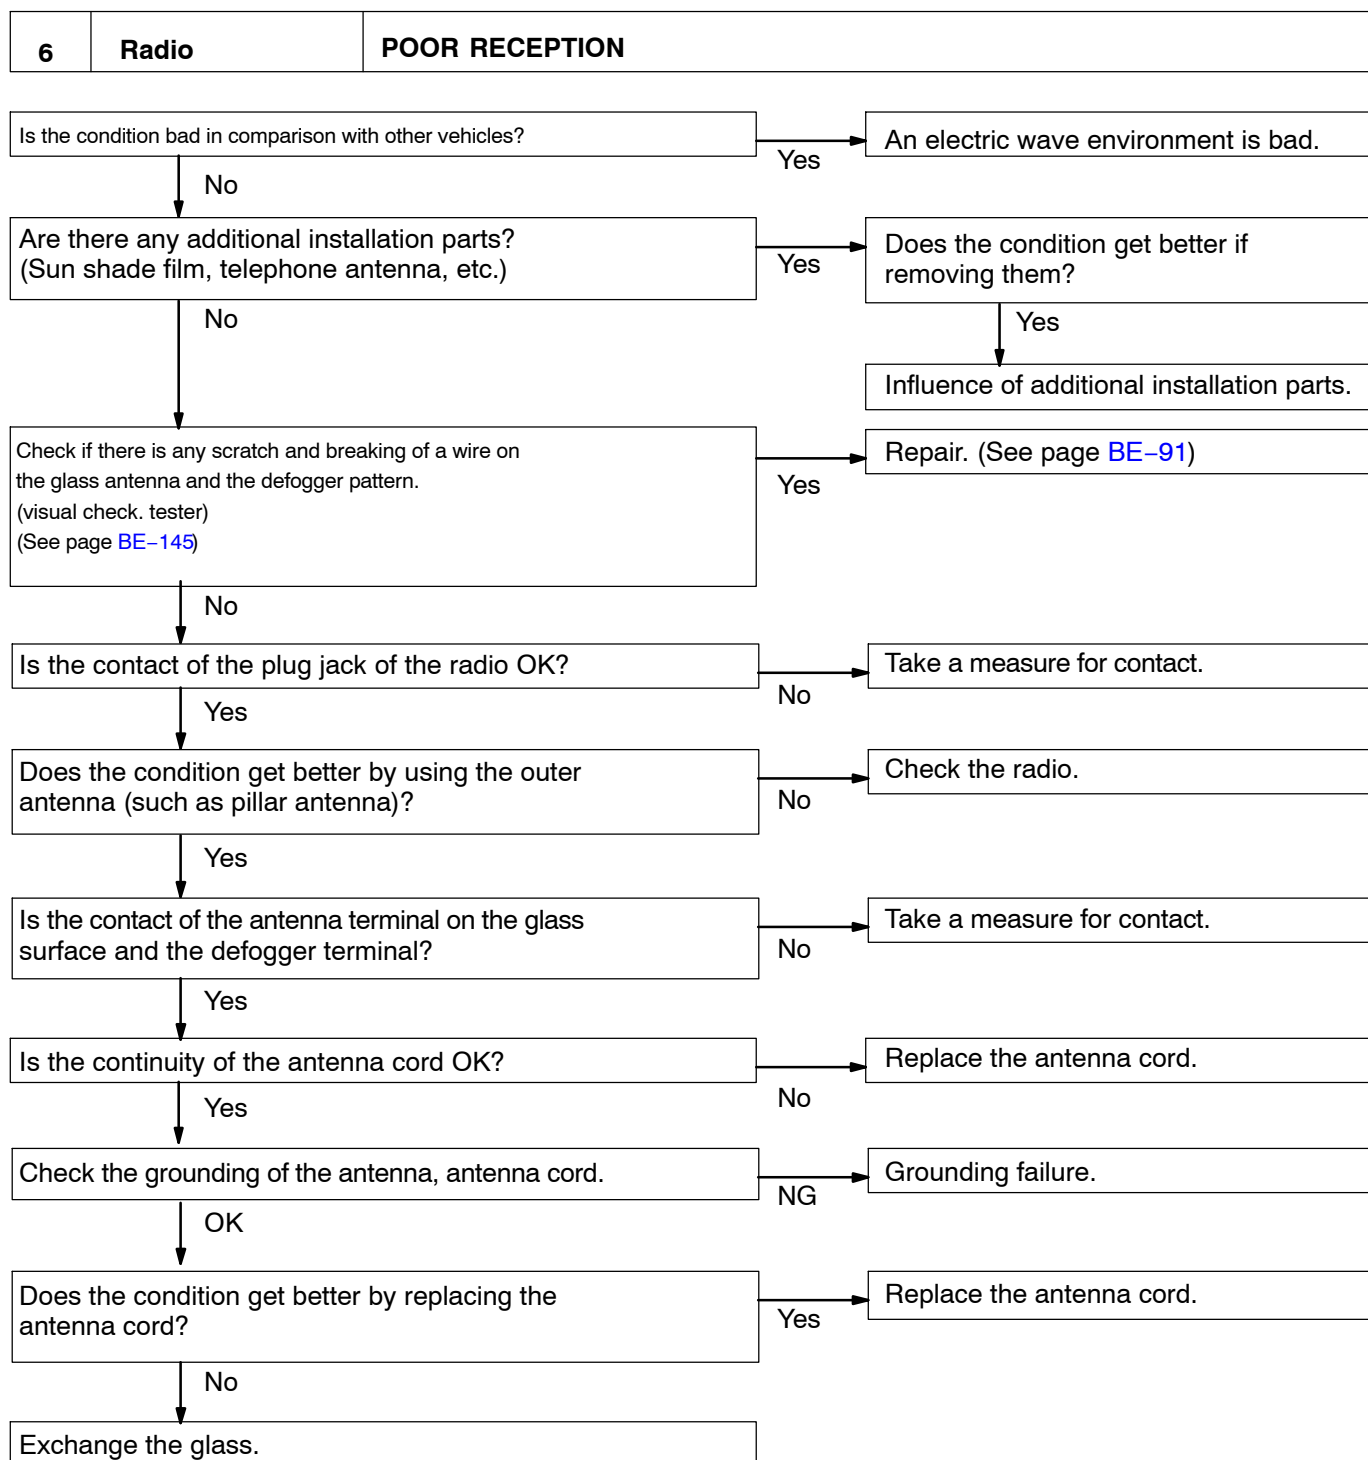 6 Radio POOR RECEPTION
Is the condition bad in comparison with other vehicles?
Yes
An electric wave environment is bad.
No
Are there any additional installation parts?
(Sun shade film, telephone antenna, etc.)
Yes
Does the condition get better if
removing them?
Yes
Influence of additional installation parts.
No
Check if there is any scratch and breaking of a wire on
the glass antenna and the defogger pattern.
(visual check. tester)
(See page BE−145)
Yes
Repair. (See page BE−91)
No
Is the contact of the plug jack of the radio OK?
No
Take a measure for contact.
Yes
Does the condition get better by using the outer
antenna (such as pillar antenna)?
No
Check the radio.
Yes
Is the contact of the antenna terminal on the glass
surface and the defogger terminal?
No
Take a measure for contact.
Yes
Is the continuity of the antenna cord OK?
No
Replace the antenna cord.
Yes
Check the grounding of the antenna, antenna cord.
NG
Grounding failure.
OK
Does the condition get better by replacing the
antenna cord?
Yes
Replace the antenna cord.
No
Exchange the glass.